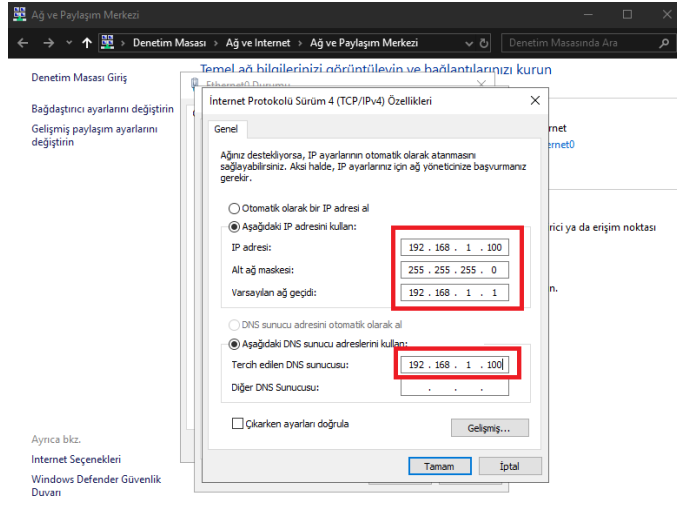 Ağ ve Paylaşım Merkezi
Denetim Masası › Ağ ve Internet › Ağ ve Paylaşım Merkezi
Denetim Masasında Ara
Denetim Masası Giriş
Bağdaştırıcı ayarlarını değiştirin
Gelişmiş paylaşım ayarlarını
değiştirin
Temel ağ bilgilerinizi görüntüleyin ve bağlantılarınızı kurun
Ethernet0 Durumu
İnternet Protokolü Sürüm 4 (TCP/IPv4) Özellikleri
Genel
Ağınız destekliyorsa, IP ayarlarının otomatik olarak atanmasını
sağlayabilirsiniz. Aksi halde, IP ayarlarınız için ağ yöneticinize başvurmanız
gerekir.
Otomatik olarak bir IP adresi al
Aşağıdaki IP adresini kullan:
IP adresi: 192 . 168 . 1 . 100
Alt ağ maskesi: 255 . 255 . 255 . 0
Varsayılan ağ geçidi: 192 . 168 . 1 . 1
DNS sunucu adresini otomatik olarak al
Aşağıdaki DNS sunucu adreslerini kullan:
Tercih edilen DNS sunucusu: 192 . 168 . 1 . 100
Diğer DNS Sunucusu: . . .
Çıkarken ayarları doğrula
Gelişmiş...
Tamam
İptal
rnet
ernet0
rici ya da erişim noktası
n.
Ayrıca bkz.
Internet Seçenekleri
Windows Defender Güvenlik
Duvarı